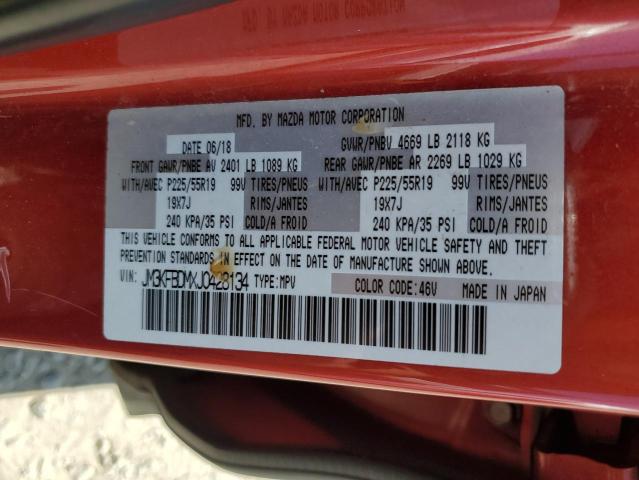 MFD. BY MAZDA MOTOR CORPORATION
DATE 06/18 GVWR/PNBV 4669 LB 2118 KG
FRONT GAWR/PNBE AV 2401 LB 1089 KG REAR GAWR/PNBE AR 2269 LB 1029 KG
WITH/AVEC P225/55R19 99V TIRES/PNEUS WITH/AVEC P225/55R19 99V TIRES/PNEUS
19X7J RIMS/JANTES 19X7J RIMS/JANTES
240 KPA/35 PSI COLD/A FROID 240 KPA/35 PSI COLD/A FROID
THIS VEHICLE CONFORMS TO ALL APPLICABLE FEDERAL MOTOR VEHICLE SAFETY AND THEFT
PREVENTION STANDARDS IN EFFECT ON THE DATE OF MANUFACTURE SHOWN ABOVE.
VIN: JM3KFBDMXJ0428134 TYPE:MPV COLOR CODE:46V MADE IN JAPAN